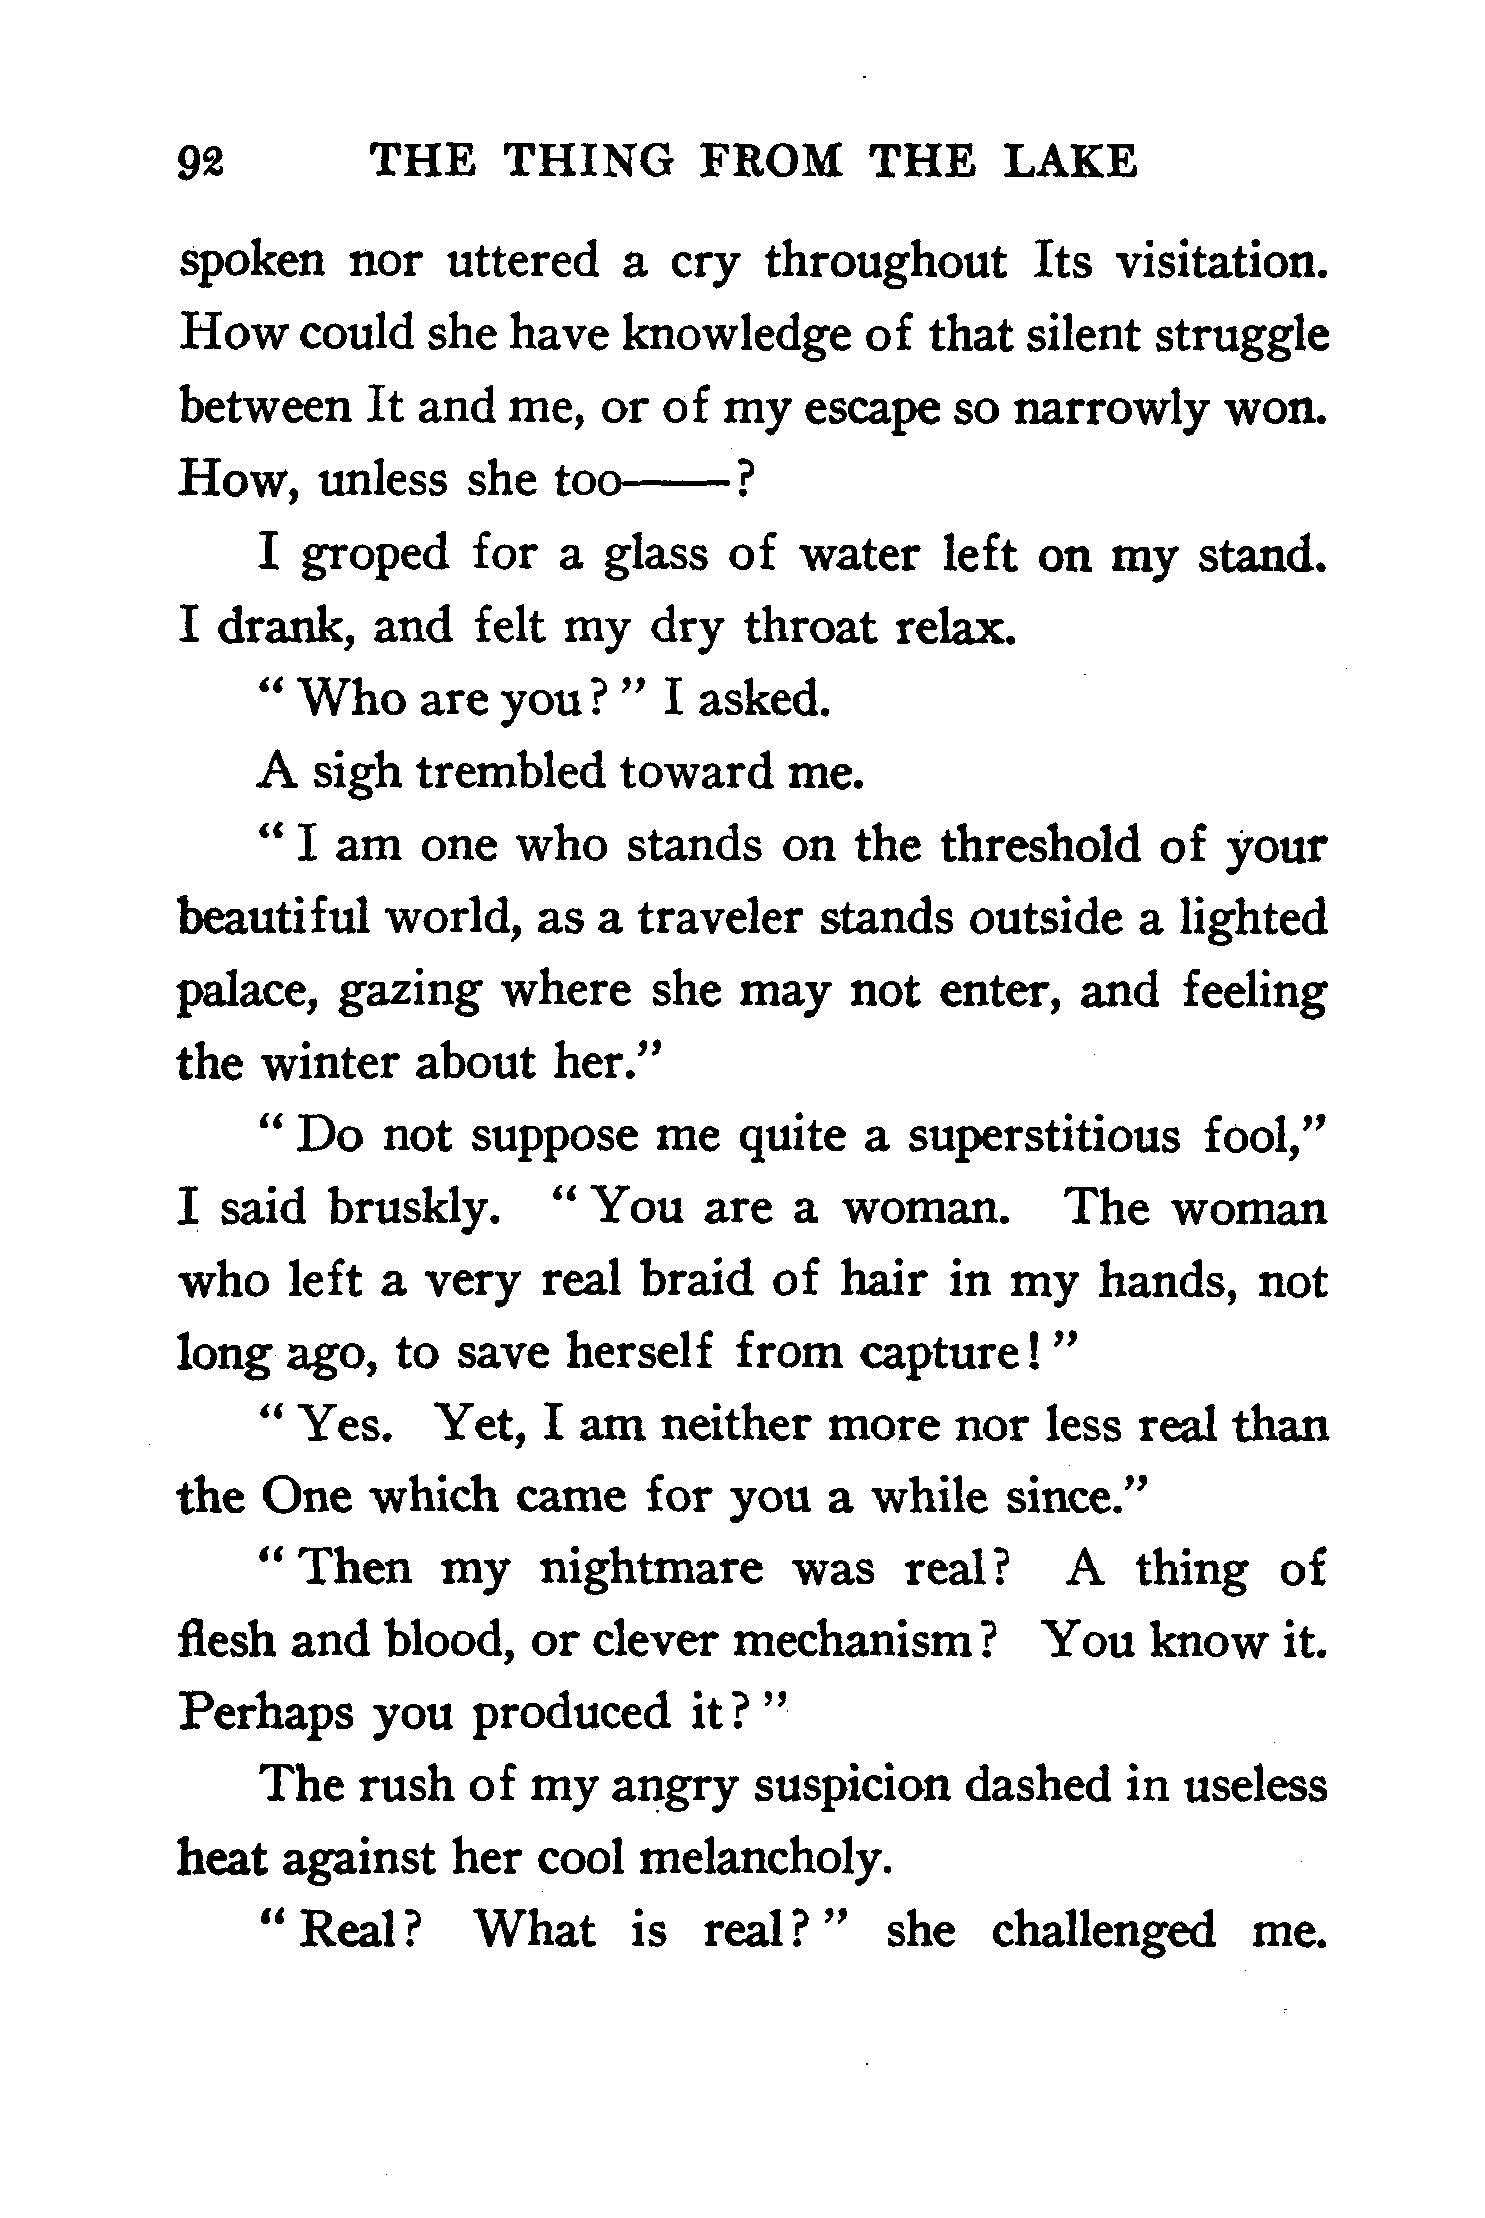 92 THE THING FROM THE LAKE
spoken nor uttered a cry throughout Its visitation.
How could she have knowledge of that silent struggle
between It and me, or of my escape so narrowly won.
How, unless she too——?
I groped for a glass of water left on my stand.
I drank, and felt my dry throat relax.
" Who are you? " I asked.
A sigh trembled toward me.
" I am one who stands on the threshold of your
beautiful world, as a traveler stands outside a lighted
palace, gazing where she may not enter, and feeling
the winter about her."
" Do not suppose me quite a superstitious fool,"
I said bruskly. " You are a woman. The woman
who left a very real braid of hair in my hands, not
long ago, to save herself from capture! "
" Yes. Yet, I am neither more nor less real than
the One which came for you a while since."
" Then my nightmare was real? A thing of
flesh and blood, or clever mechanism? You know it.
Perhaps you produced it? "
The rush of my angry suspicion dashed in useless
heat against her cool melancholy.
" Real? What is real? " she challenged me.